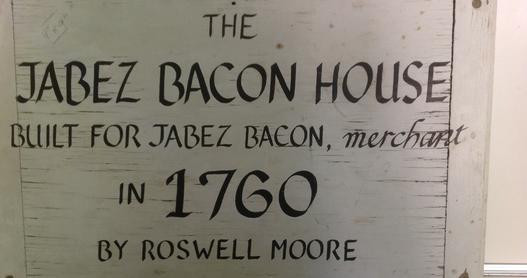 THE
JABEZ BACON HOUSE
BUILT FOR JABEZ BACON, merchant
IN 1760
BY ROSWELL MOORE